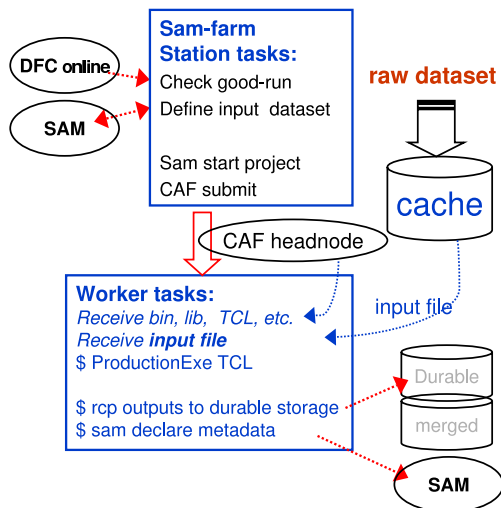 Sam-farm
Station tasks:
Check good-run
Define input dataset
Sam start project
CAF submit
DFC online
SAM
raw dataset
cache
CAF headnode
input file
Worker tasks:
Receive bin, lib, TCL, etc.
Receive input file
$ ProductionExe TCL
$ rcp outputs to durable storage
$ sam declare metadata
Durable
merged
SAM